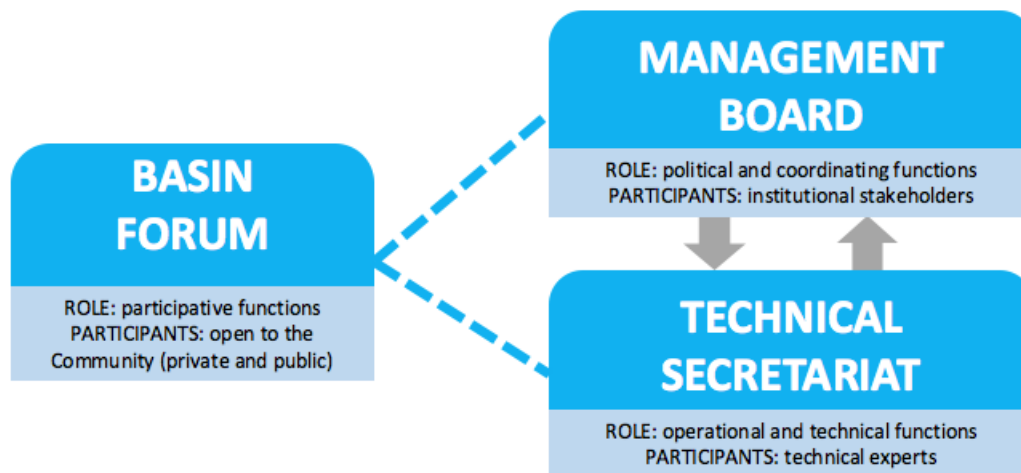 BASIN
FORUM
ROLE: participative functions
PARTICIPANTS: open to the
Community (private and public)
MANAGEMENT
BOARD
ROLE: political and coordinating functions
PARTICIPANTS: institutional stakeholders
TECHNICAL
SECRETARIAT
ROLE: operational and technical functions
PARTICIPANTS: technical experts